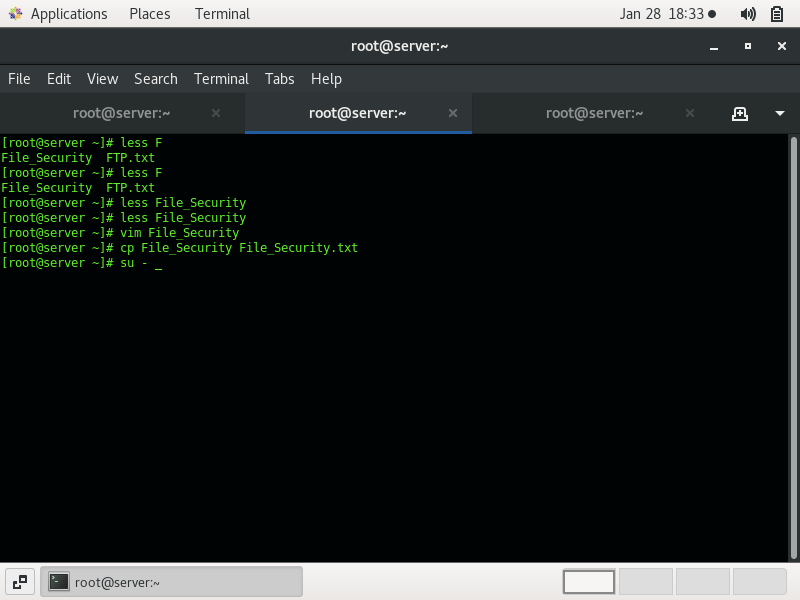 Applications Places Terminal Jan 28 18:33
root@server:~
File Edit View Search Terminal Tabs Help
root@server:~ root@server:~ root@server:~
[root@server ~]# less F
File_Security  FTP.txt
[root@server ~]# less F
File_Security  FTP.txt
[root@server ~]# less File_Security
[root@server ~]# less File_Security
[root@server ~]# vim File_Security
[root@server ~]# cp File_Security File_Security.txt
[root@server ~]# su - _
root@server:~